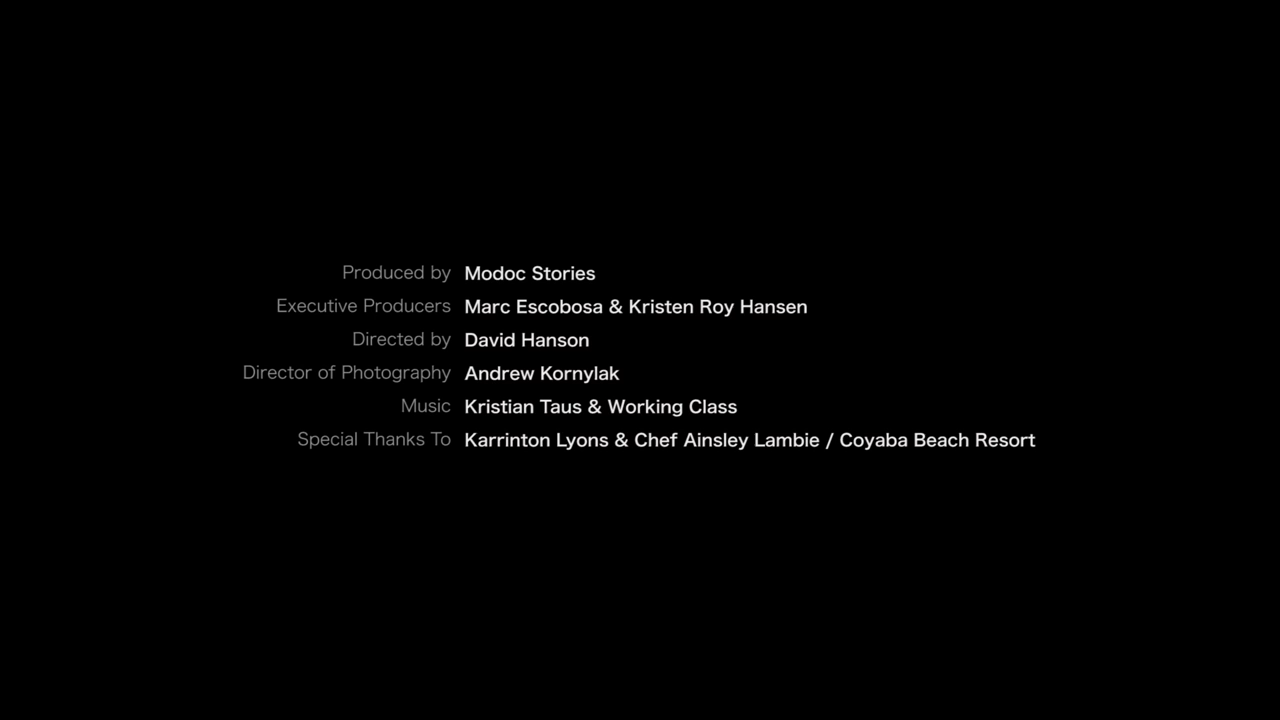 Produced by Modoc Stories
Executive Producers Marc Escobosa & Kristen Roy Hansen
Directed by David Hanson
Director of Photography Andrew Kornylak
Music Kristian Taus & Working Class
Special Thanks To Karrinton Lyons & Chef Ainsley Lambie / Coyaba Beach Resort